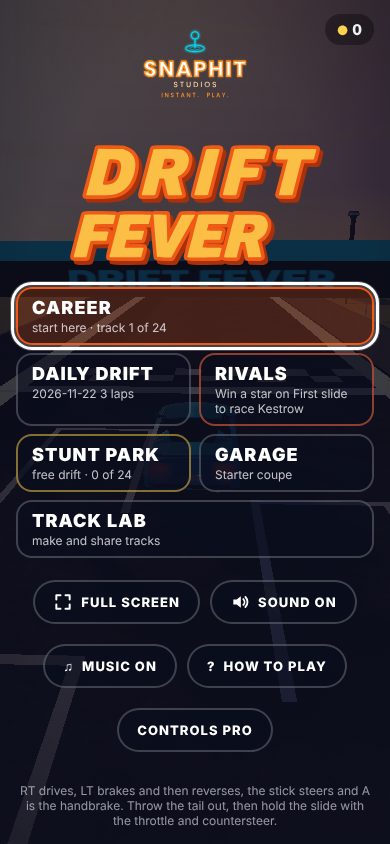 0
SNAPHIT
STUDIOS
INSTANT. PLAY.
DRIFT
FEVER
DRIFT FEVER
CAREER
start here · track 1 of 24
DAILY DRIFT
2026-11-22 3 laps
RIVALS
Win a star on First slide
to race Kestrow
STUNT PARK
free drift · 0 of 24
GARAGE
Starter coupe
TRACK LAB
make and share tracks
FULL SCREEN
SOUND ON
♫ MUSIC ON
? HOW TO PLAY
CONTROLS PRO
RT drives, LT brakes and then reverses, the stick steers and A
is the handbrake. Throw the tail out, then hold the slide with
the throttle and countersteer.